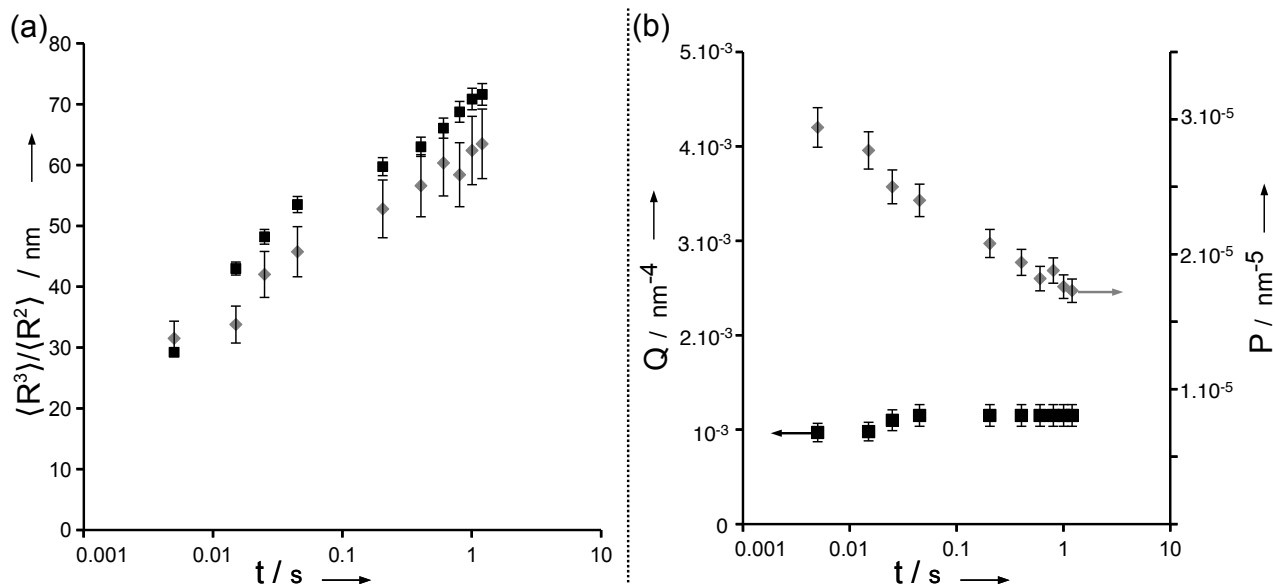 (a)
80
70
60
50
40
30
20
10
0
⟨R³⟩/⟨R²⟩ / nm
0.001 0.01 0.1 1 10
t / s
(b)
5.10⁻³
4.10⁻³
3.10⁻³
2.10⁻³
10⁻³
0
Q / nm⁻⁴
0.001 0.01 0.1 1 10
t / s
3.10⁻⁵
2.10⁻⁵
1.10⁻⁵
P / nm⁻⁵